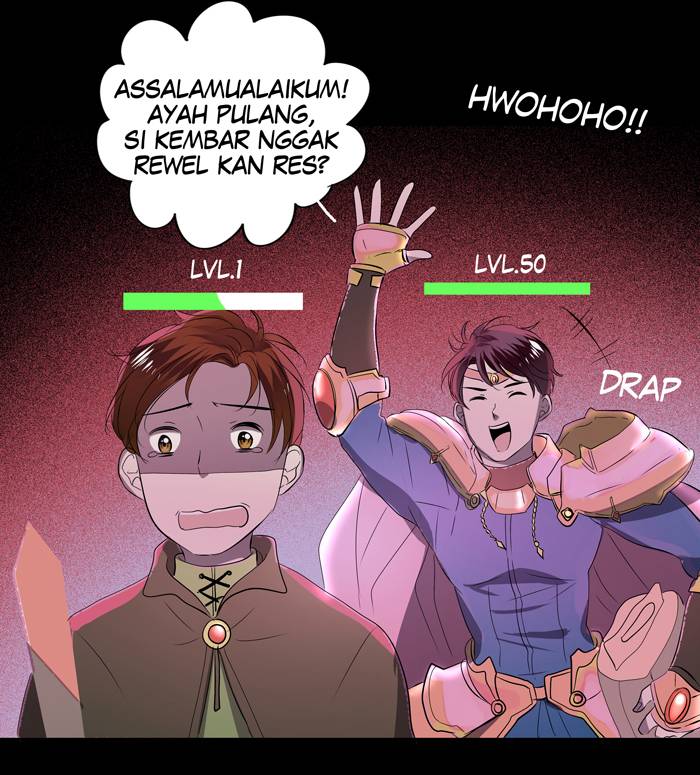 ASSALAMUALAIKUM!
AYAH PULANG,
SI KEMBAR NGGAK
REWEL KAN RES?
HWOHOHO!!
LVL.1
LVL.50
DRAP